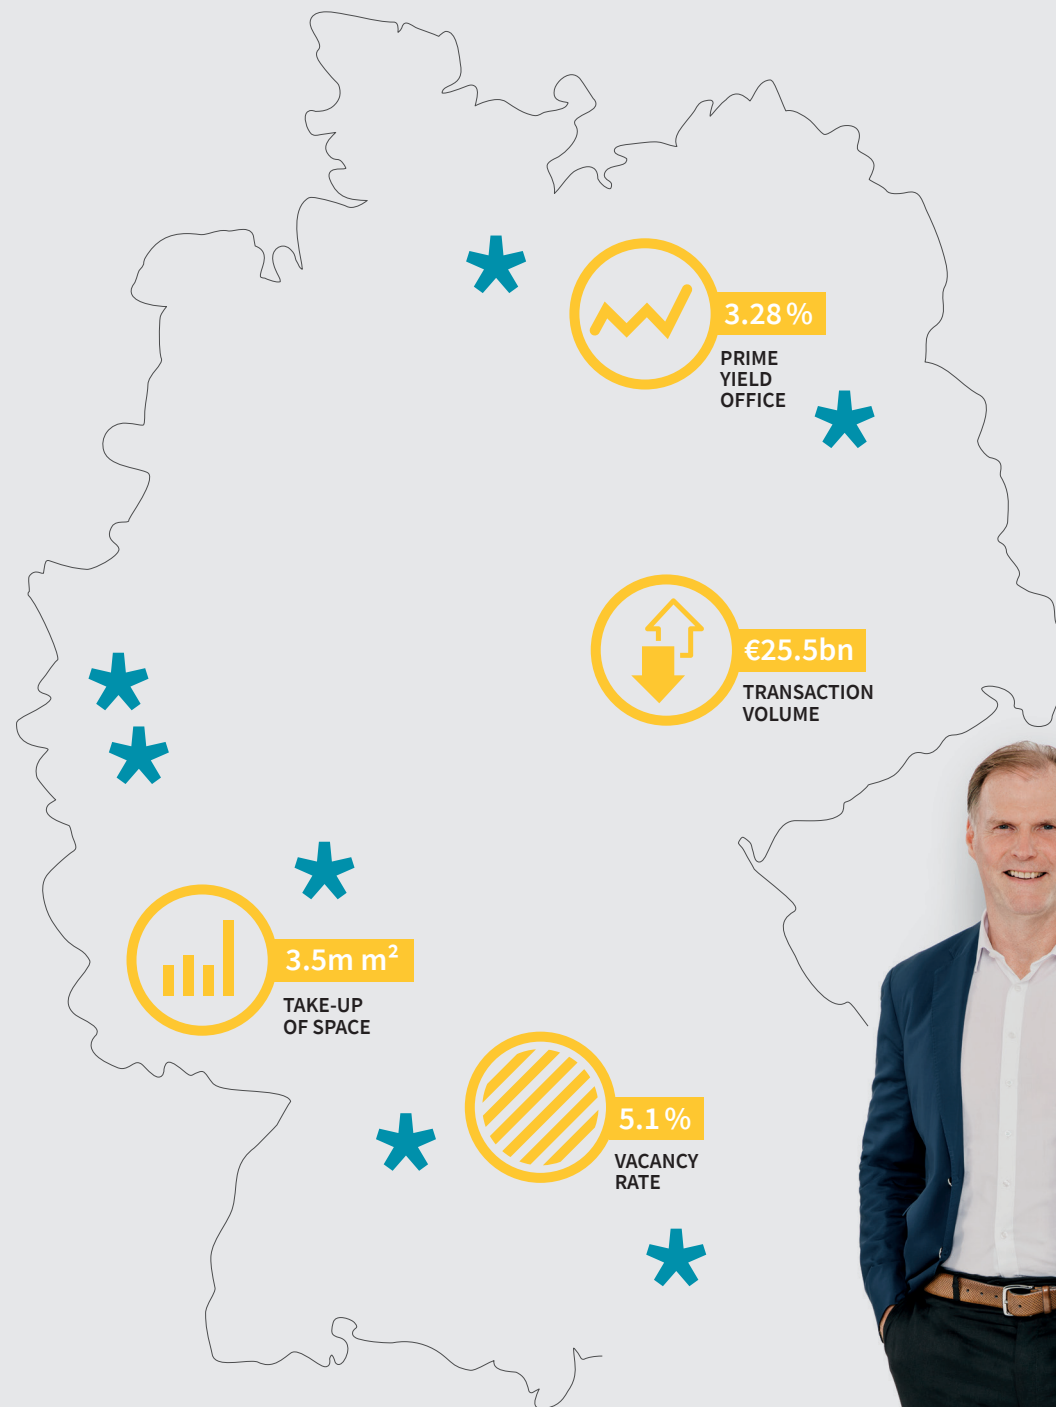 3.28 %
PRIME
YIELD
OFFICE
€25.5bn
TRANSACTION
VOLUME
3.5m m²
TAKE-UP
OF SPACE
5.1 %
VACANCY
RATE